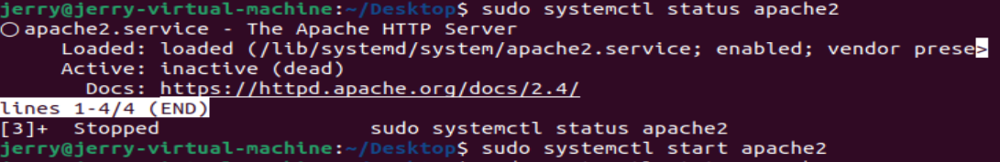 jerry@jerry-virtual-machine:~/Desktop$ sudo systemctl status apache2
○ apache2.service - The Apache HTTP Server
     Loaded: loaded (/lib/systemd/system/apache2.service; enabled; vendor prese>
     Active: inactive (dead)
       Docs: https://httpd.apache.org/docs/2.4/
lines 1-4/4 (END)
[3]+  Stopped                 sudo systemctl status apache2
jerry@jerry-virtual-machine:~/Desktop$ sudo systemctl start apache2